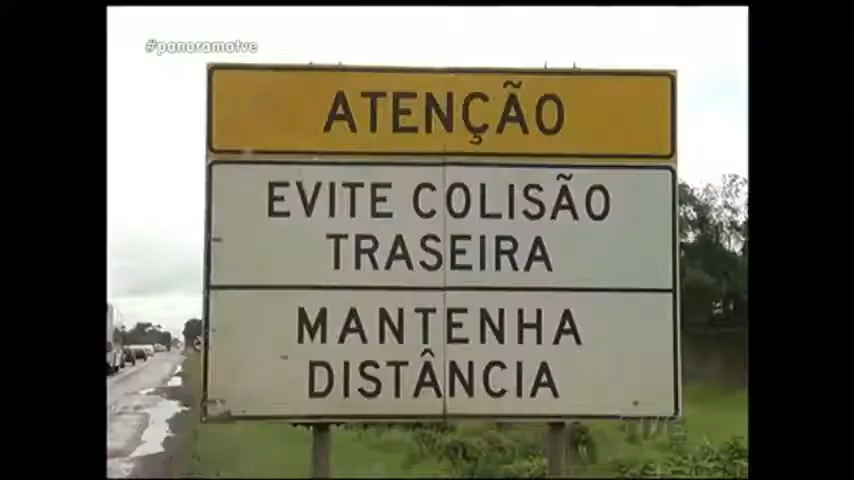 #panoramatve
ATENÇÃO
EVITE COLISÃO
TRASEIRA
MANTENHA
DISTÂNCIA